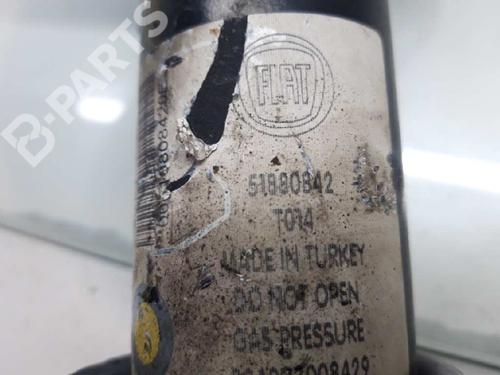 B-PARTS
FIAT
51880842
T014
MADE IN TURKEY
DO NOT OPEN
GAS PRESSURE